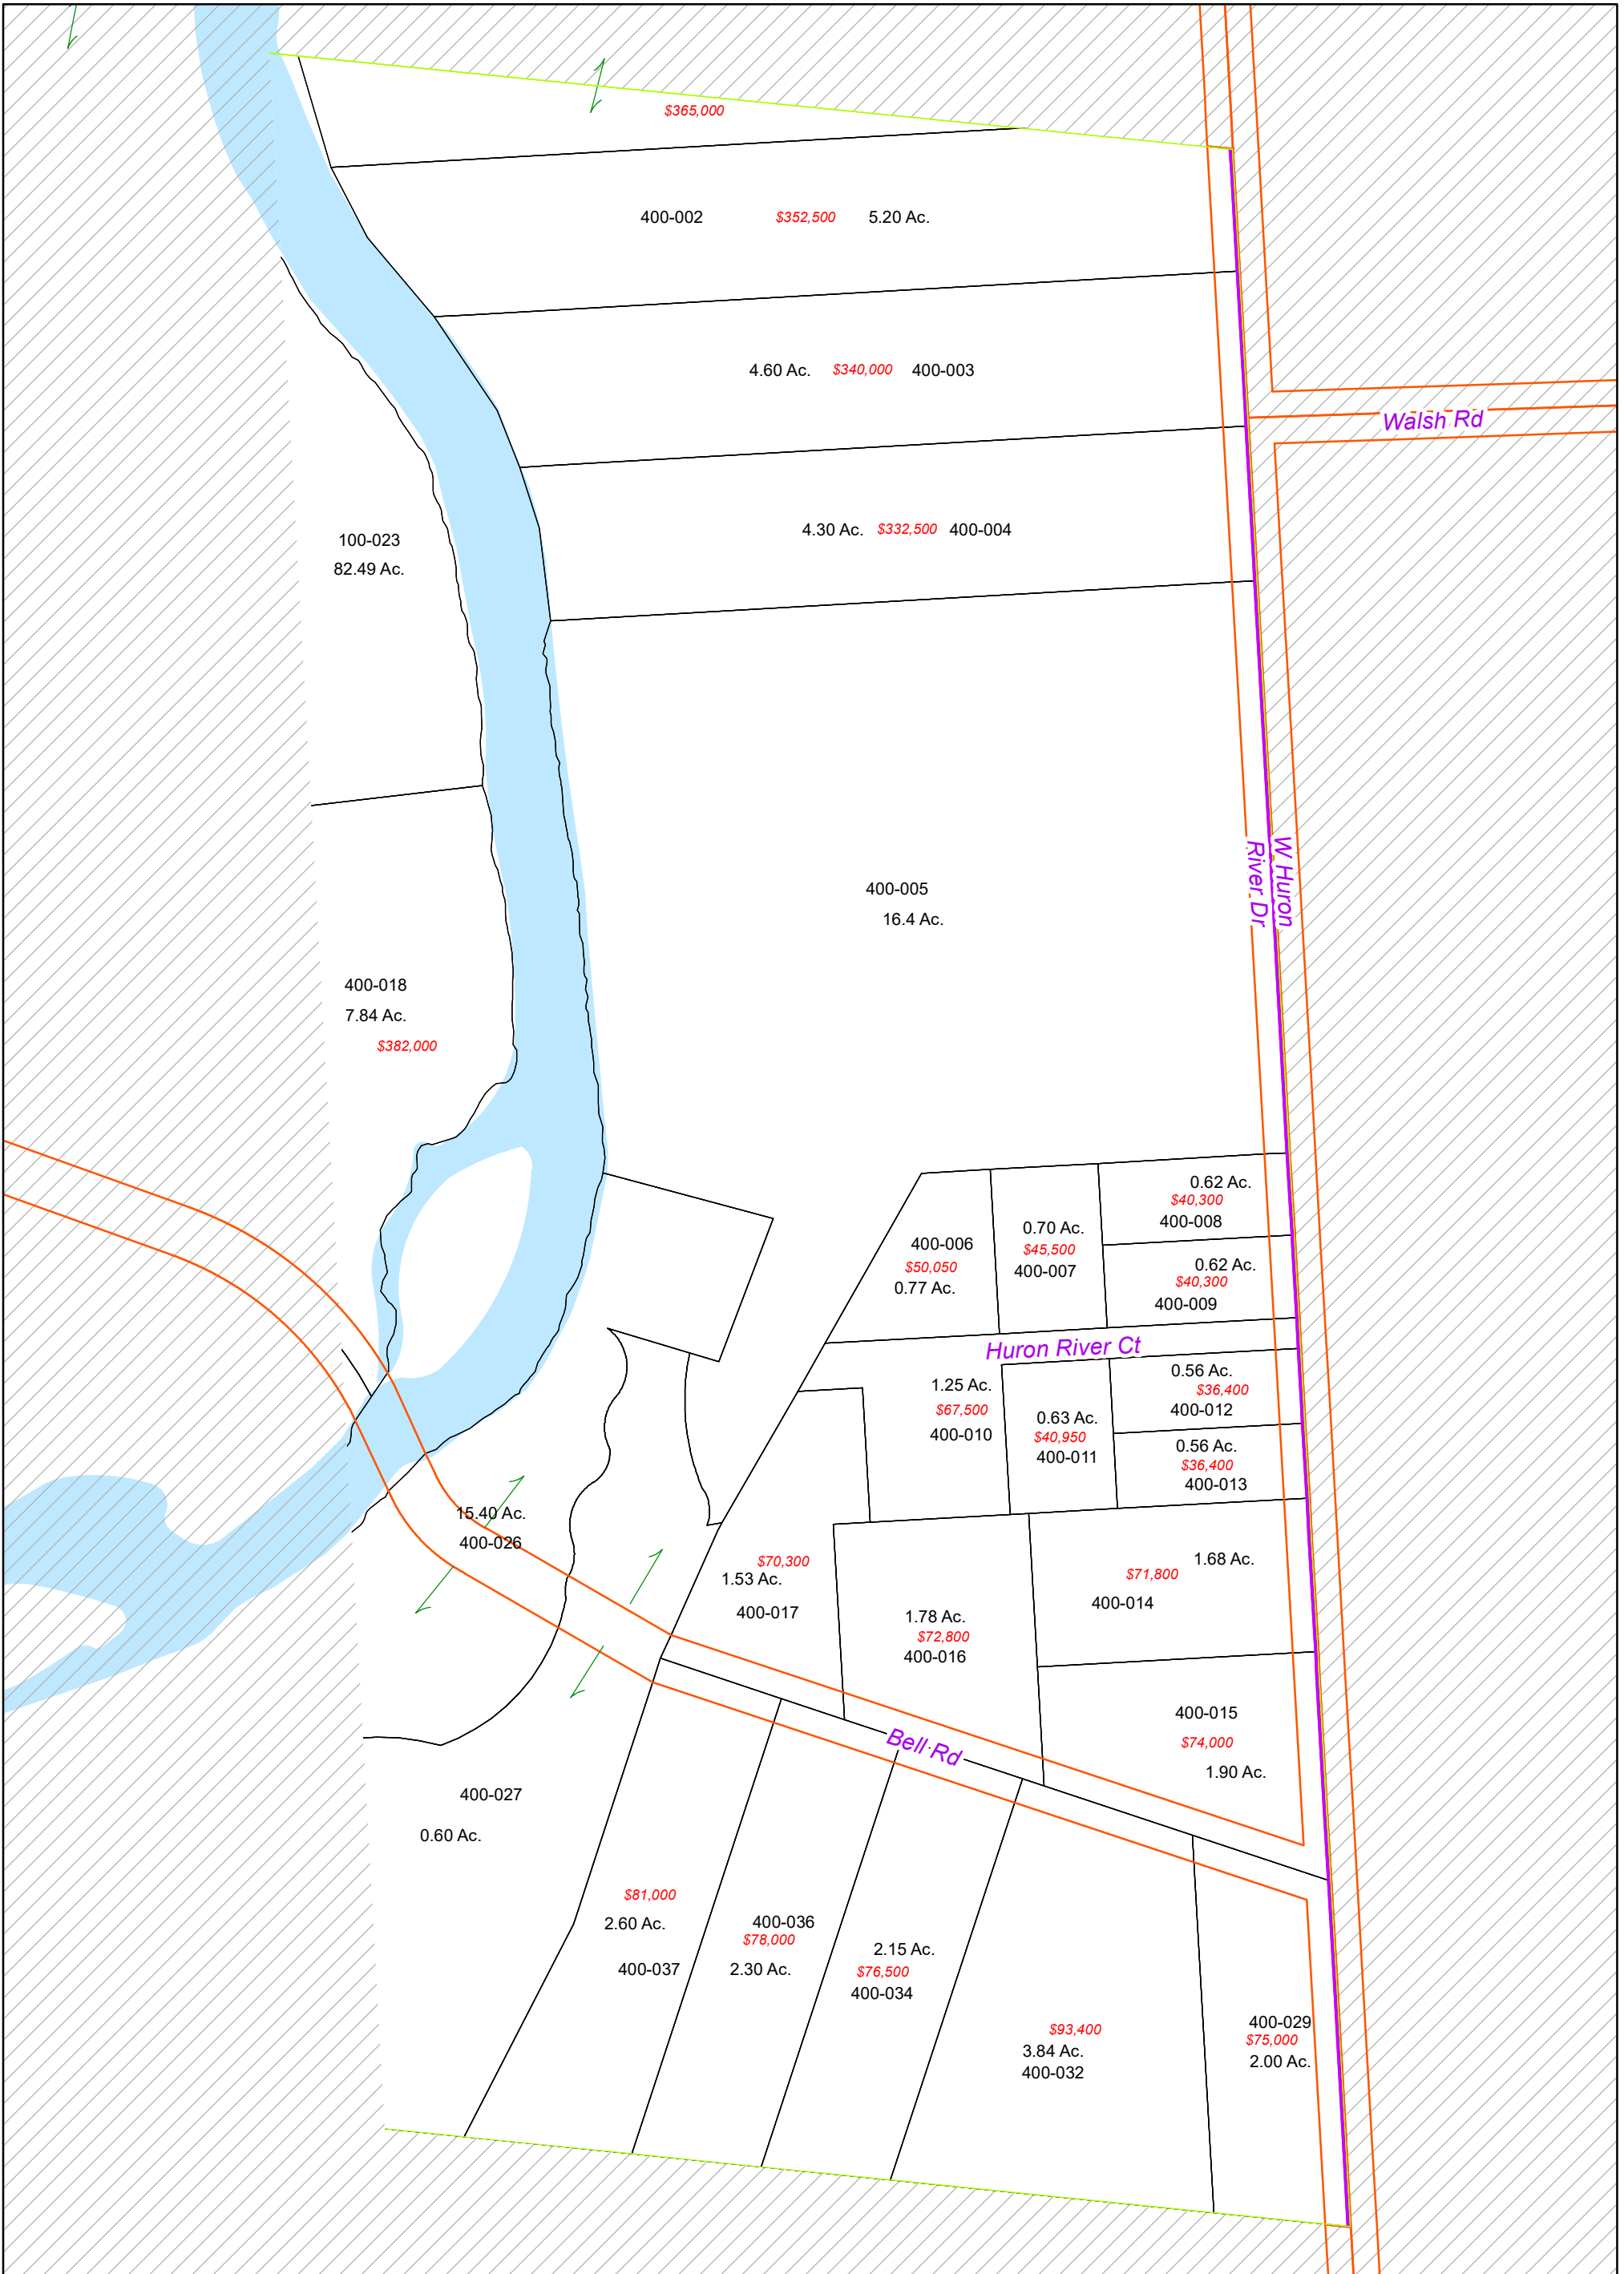 $365,000
400-002 $352,500 5.20 Ac.
4.60 Ac. $340,000 400-003
Walsh Rd
4.30 Ac. $332,500 400-004
100-023
82.49 Ac.
W Huron
River Dr
400-005
16.4 Ac.
400-018
7.84 Ac.
$382,000
0.62 Ac.
$40,300
400-008
400-006
$50,050
0.77 Ac.
0.70 Ac.
$45,500
400-007
0.62 Ac.
$40,300
400-009
Huron River Ct
1.25 Ac.
$67,500
400-010
0.63 Ac.
$40,950
400-011
0.56 Ac.
$36,400
400-012
0.56 Ac.
$36,400
400-013
15.40 Ac.
400-026
$70,300
1.53 Ac.
400-017
1.78 Ac.
$72,800
400-016
1.68 Ac.
$71,800
400-014
400-015
$74,000
1.90 Ac.
Bell Rd
400-027
0.60 Ac.
$81,000
2.60 Ac.
400-037
400-036
$78,000
2.30 Ac.
2.15 Ac.
$76,500
400-034
$93,400
3.84 Ac.
400-032
400-029
$75,000
2.00 Ac.